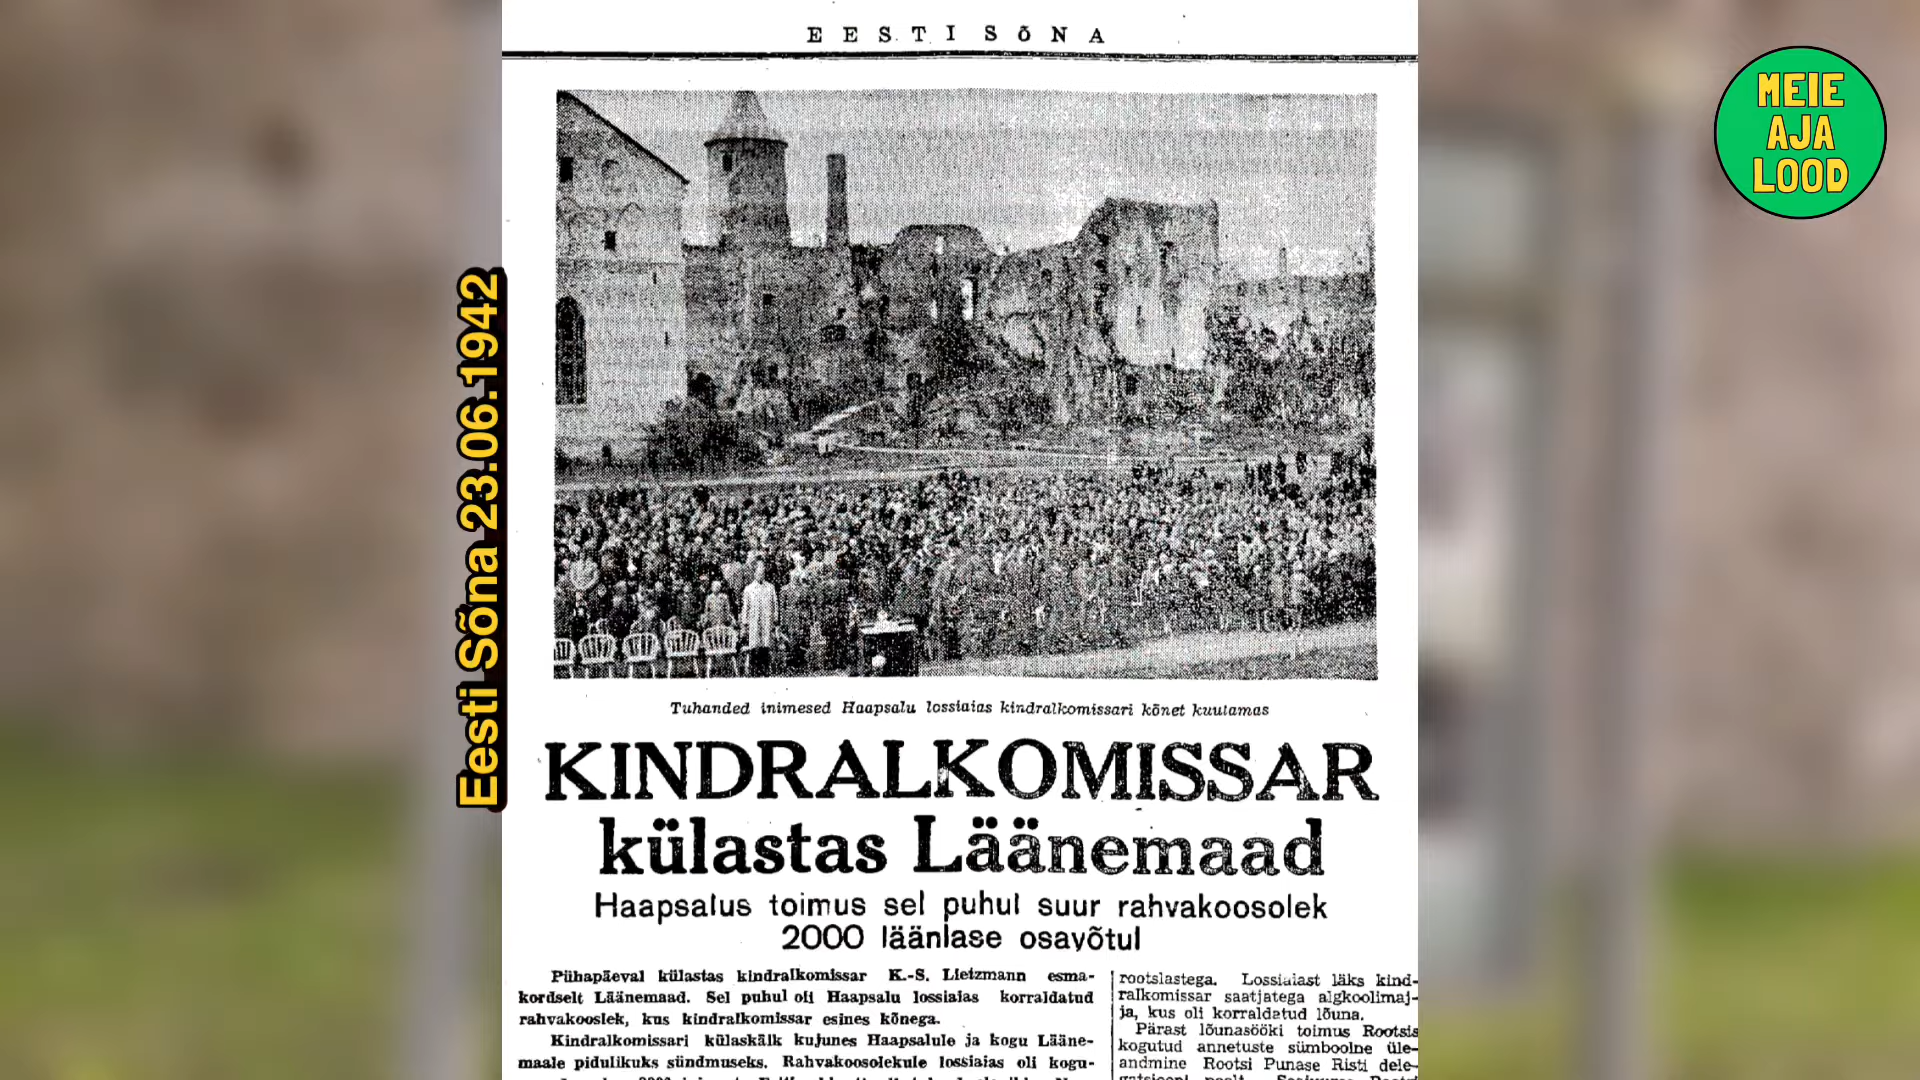 EESTI SÕNA
MEIE
AJA
LOOD
Eesti Sõna 23.06.1942
Tuhanded inimesed Haapsalu lossiaias kindralkomissari kõnet kuulamas
KINDRALKOMISSAR
külastas Läänemaad
Haapsalus toimus sel puhul suur rahvakoosolek
2000 läänlase osavõtul
Pühapäeval külastas kindralkomissar K.-S. Lietzmann esma-
kordselt Läänemaad. Sel puhul oli Haapsalu lossiaias korraldatud
rahvakooslek, kus kindralkomissar esines kõnega.
Kindralkomissari külaskäik kujunes Haapsalule ja kogu Lääne-
maale pidulikuks sündmuseks. Rahvakoosolekule lossiaias oli kogu-
rootslastega. Lossiaiast läks kind-
ralkomissar saatjatega algkoolimaj-
ja, kus oli korraldatud lõuna.
Pärast lõunasööki toimus Rootsis
kogutud annetuste sümboolne üle-
andmine Rootsi Punase Risti dele-